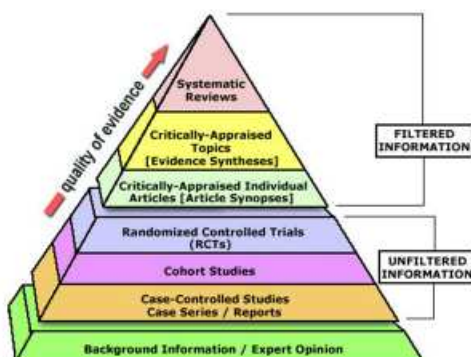 quality of evidence
Systematic
Reviews
Critically-Appraised
Topics
[Evidence Syntheses]
Critically-Appraised Individual
Articles [Article Synopses]
FILTERED
INFORMATION
Randomized Controlled Trials
(RCTs)
Cohort Studies
UNFILTERED
INFORMATION
Case-Controlled Studies
Case Series / Reports
Background Information / Expert Opinion